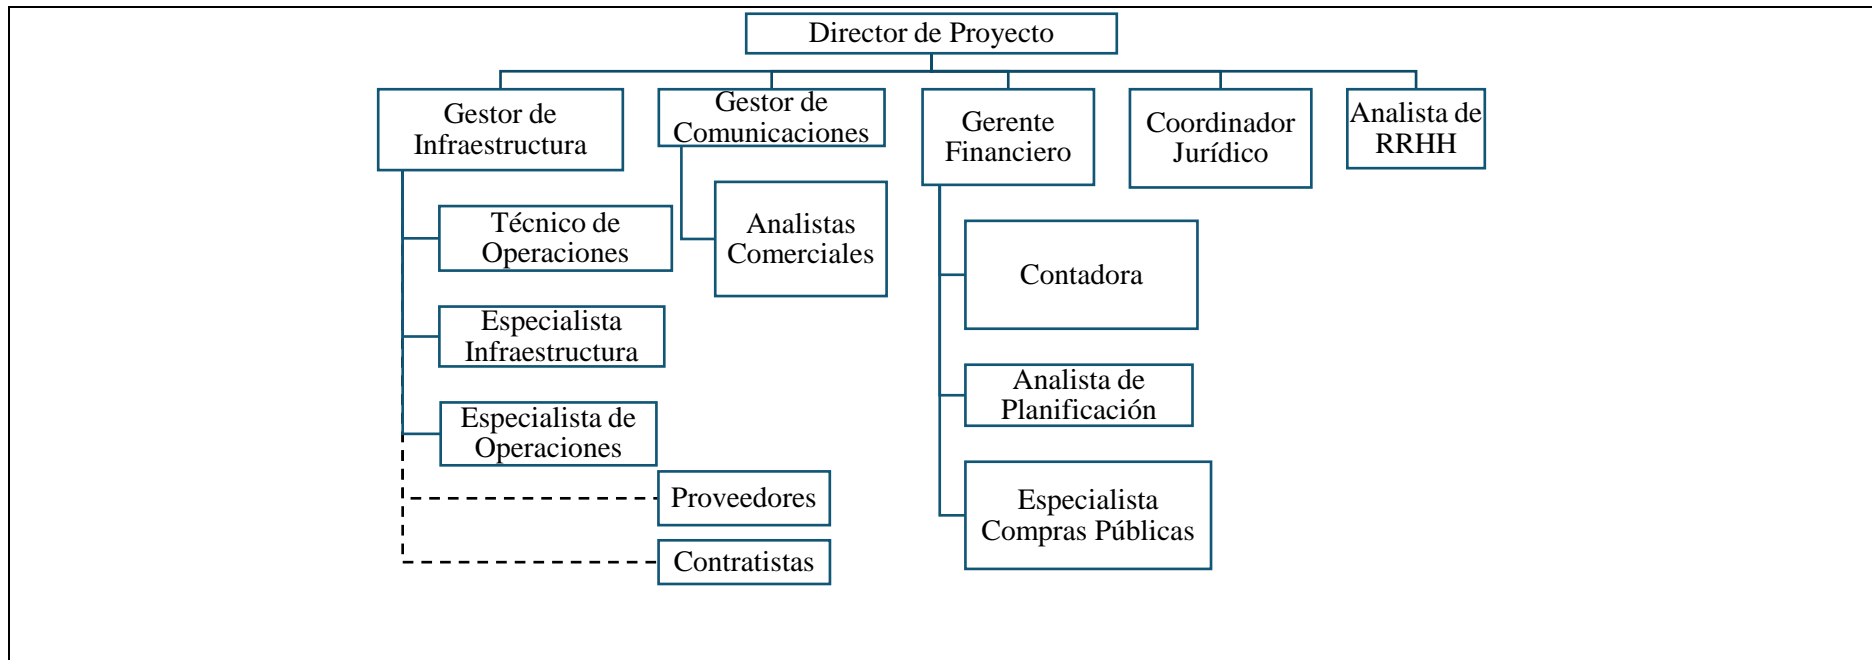 Director de Proyecto
Gestor de
Infraestructura
Gestor de
Comunicaciones
Gerente
Financiero
Coordinador
Jurídico
Analista de
RRHH
Técnico de
Operaciones
Especialista
Infraestructura
Especialista de
Operaciones
Proveedores
Contratistas
Analistas
Comerciales
Contadora
Analista de
Planificación
Especialista
Compras Públicas